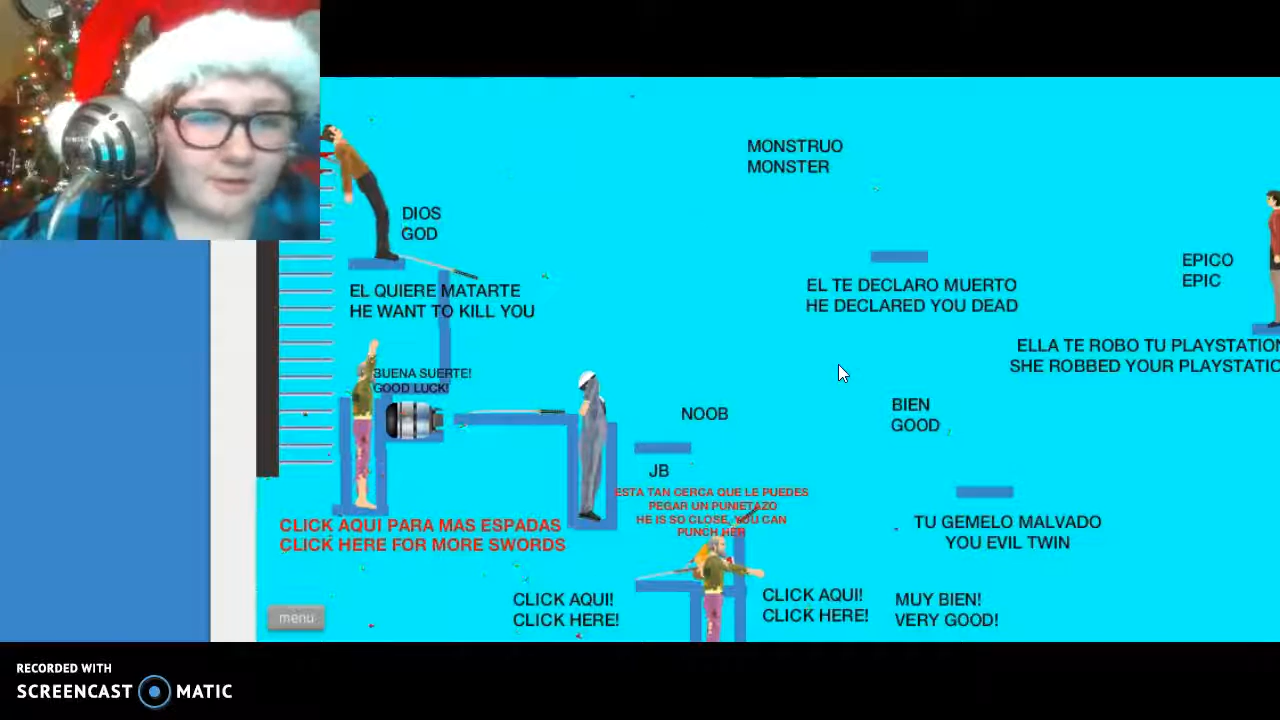 MONSTRUO
MONSTER
DIOS
GOD
EPICO
EPIC
EL QUIERE MATARTE
HE WANT TO KILL YOU
EL TE DECLARO MUERTO
HE DECLARED YOU DEAD
ELLA TE ROBO TU PLAYSTATION
SHE ROBBED YOUR PLAYSTATIO
BUENA SUERTE!
GOOD LUCK!
NOOB
BIEN
GOOD
JB
ESTA TAN CERCA QUE LE PUEDES
PEGAR UN PUNIETAZO
HE IS SO CLOSE, YOU CAN
PUNCH HER
CLICK AQUI PARA MAS ESPADAS
CLICK HERE FOR MORE SWORDS
TU GEMELO MALVADO
YOU EVIL TWIN
CLICK AQUI!
CLICK HERE!
CLICK AQUI!
CLICK HERE!
MUY BIEN!
VERY GOOD!
menu
RECORDED WITH
SCREENCAST MATIC